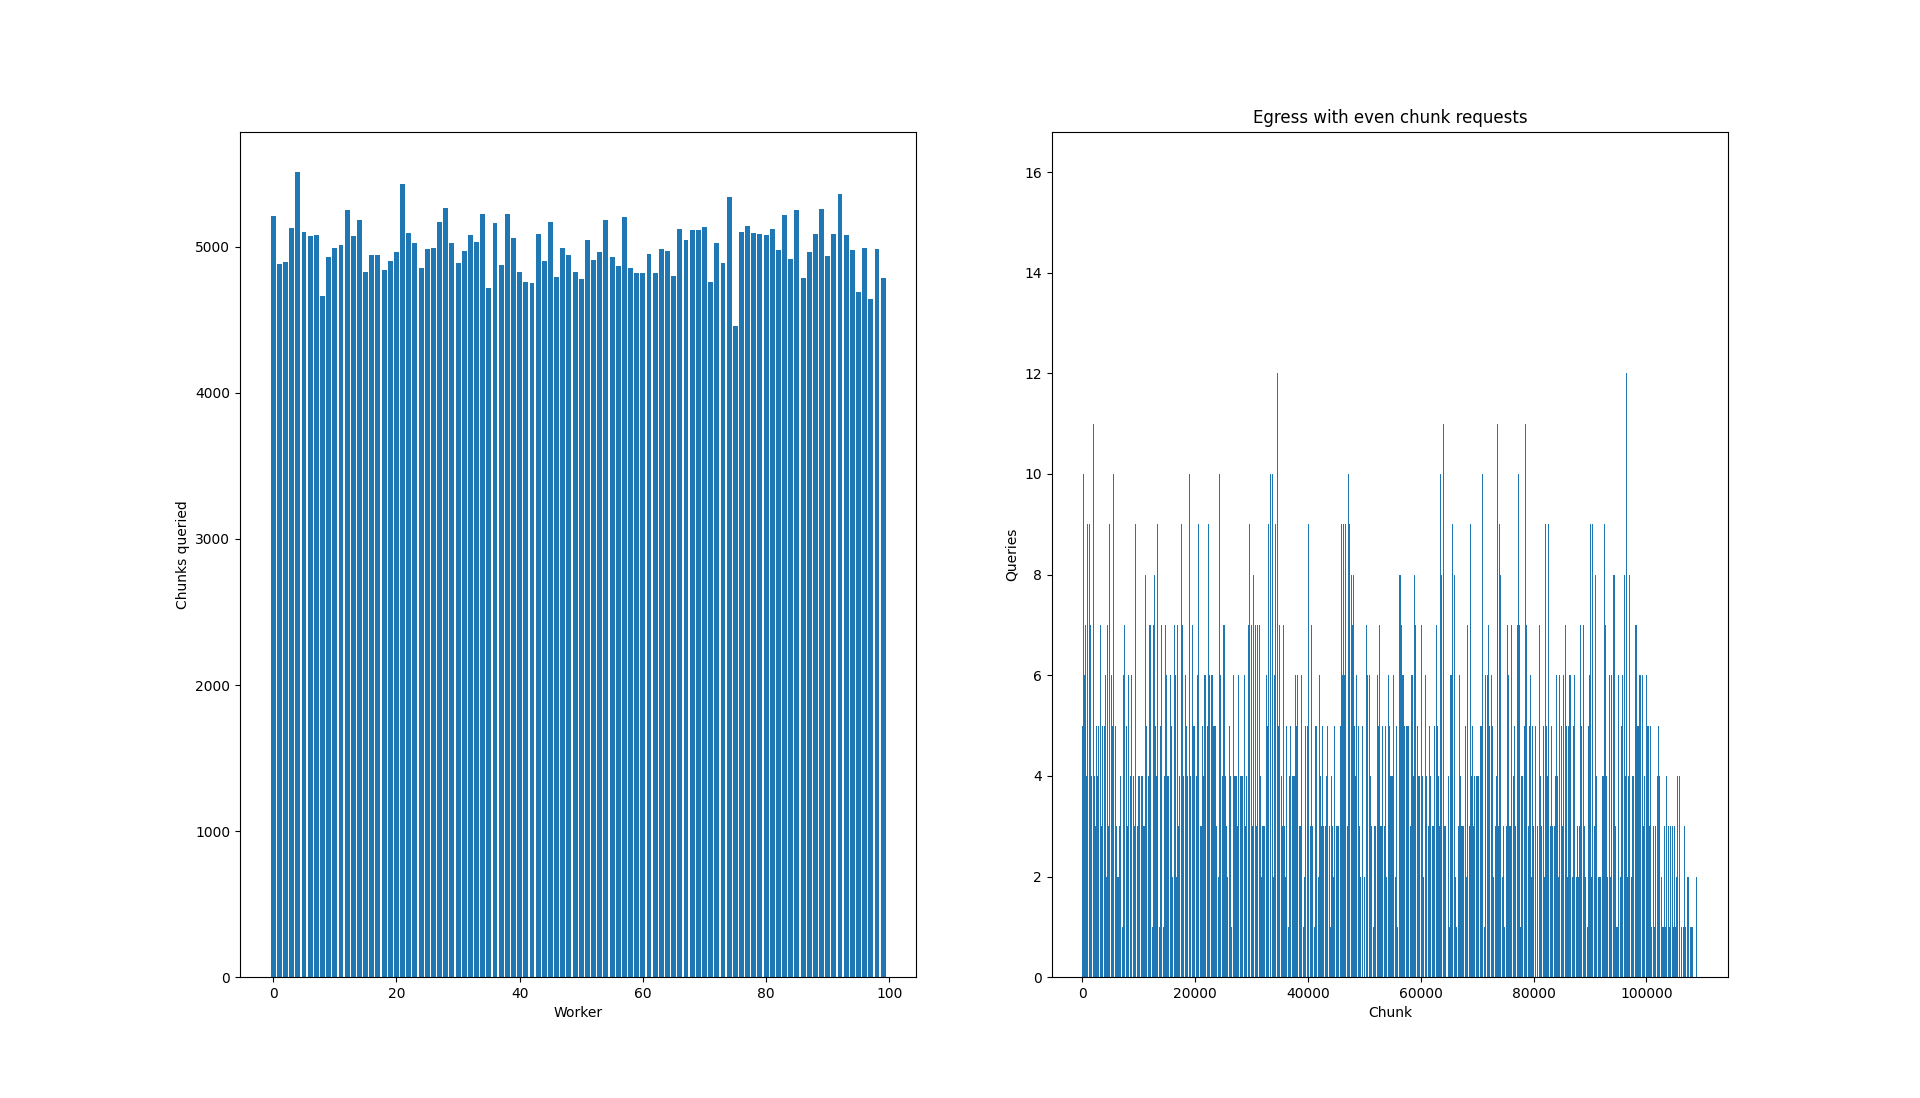 Chunks queried
5000
4000
3000
2000
1000
0
0 20 40 60 80 100
Worker
Egress with even chunk requests
Queries
16
14
12
10
8
6
4
2
0
0 20000 40000 60000 80000 100000
Chunk